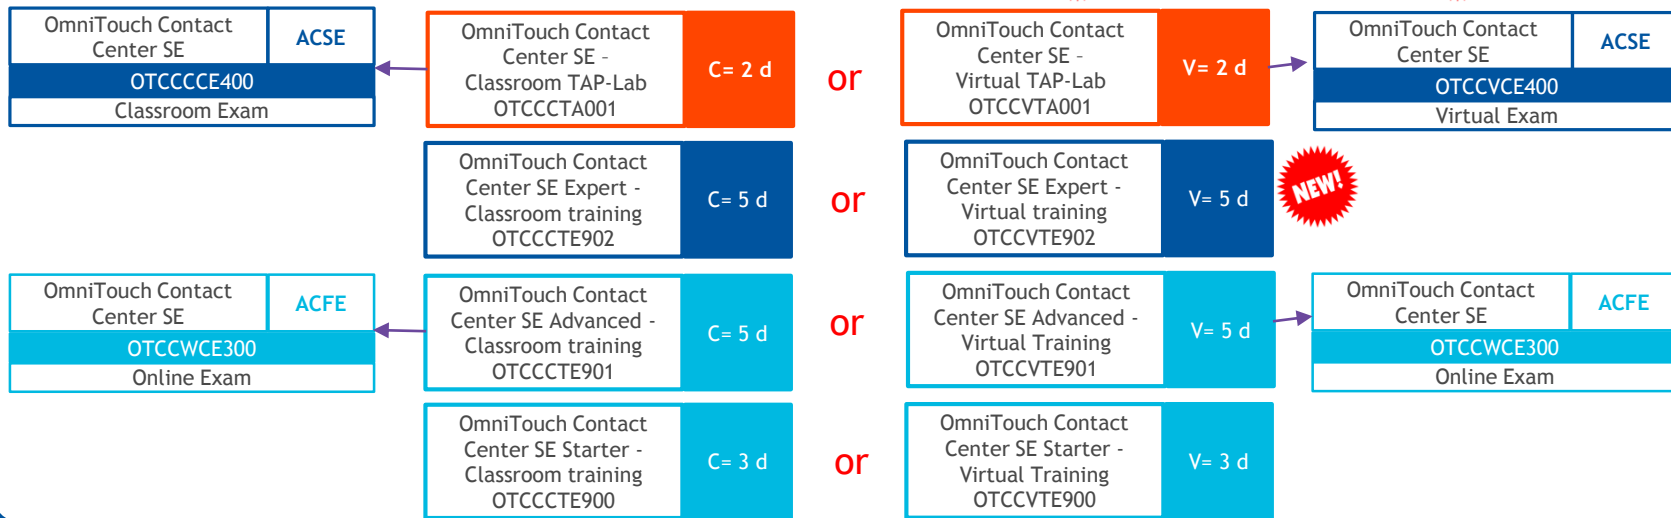 OmniTouch Contact
Center SE
ACSE
OTCCCCE400
Classroom Exam
OmniTouch Contact
Center SE –
Classroom TAP-Lab
OTCCCTA001
C= 2 d
or
OmniTouch Contact
Center SE –
Virtual TAP-Lab
OTCCVTA001
V= 2 d
OmniTouch Contact
Center SE
ACSE
OTCCVCE400
Virtual Exam
OmniTouch Contact
Center SE Expert -
Classroom training
OTCCCTE902
C= 5 d
or
OmniTouch Contact
Center SE Expert -
Virtual training
OTCCVTE902
V= 5 d
NEW!
OmniTouch Contact
Center SE
ACFE
OTCCWCE300
Online Exam
OmniTouch Contact
Center SE Advanced -
Classroom training
OTCCCTE901
C= 5 d
or
OmniTouch Contact
Center SE Advanced -
Virtual Training
OTCCVTE901
V= 5 d
OmniTouch Contact
Center SE
ACFE
OTCCWCE300
Online Exam
OmniTouch Contact
Center SE Starter -
Classroom training
OTCCCTE900
C= 3 d
or
OmniTouch Contact
Center SE Starter -
Virtual Training
OTCCVTE900
V= 3 d